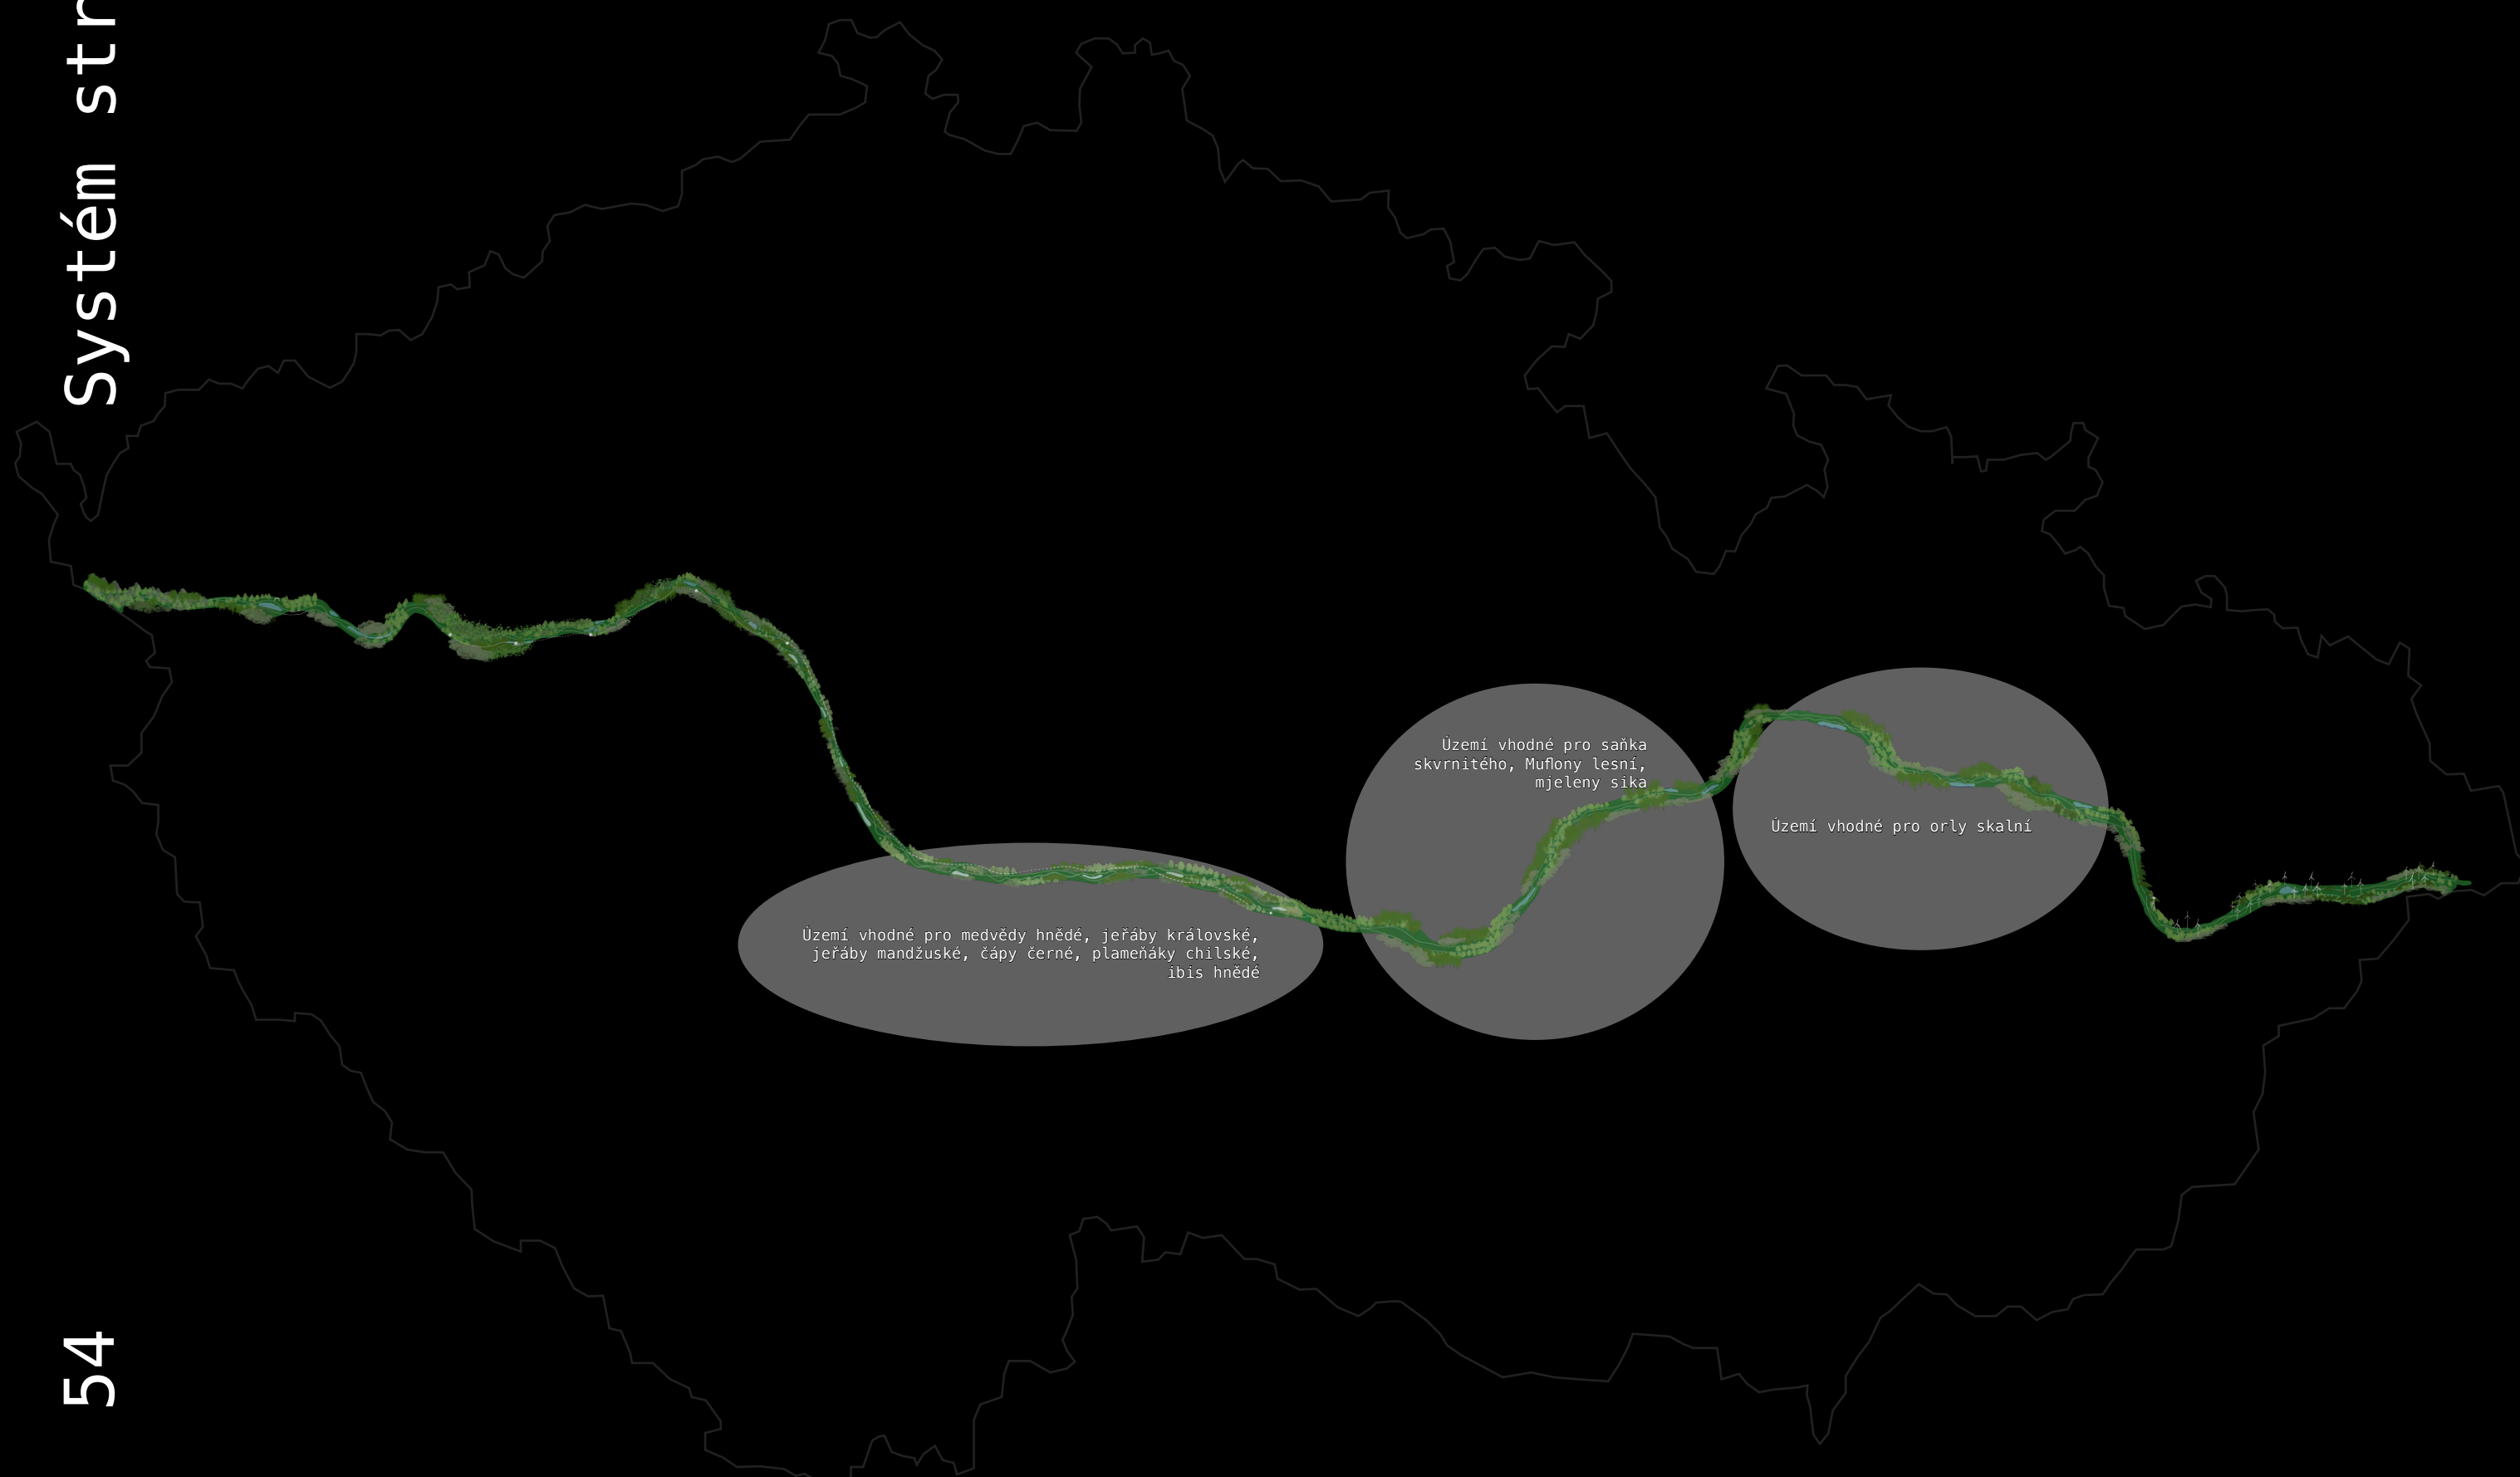 Systém str
Území vhodné pro saňka
skvrnitého, Muflony lesní,
mjeleny sika
Území vhodné pro orly skalní
Území vhodné pro medvědy hnědé, jeřáby královské,
jeřáby mandžuské, čápy černé, plameňáky chilské,
ibis hnědé
54